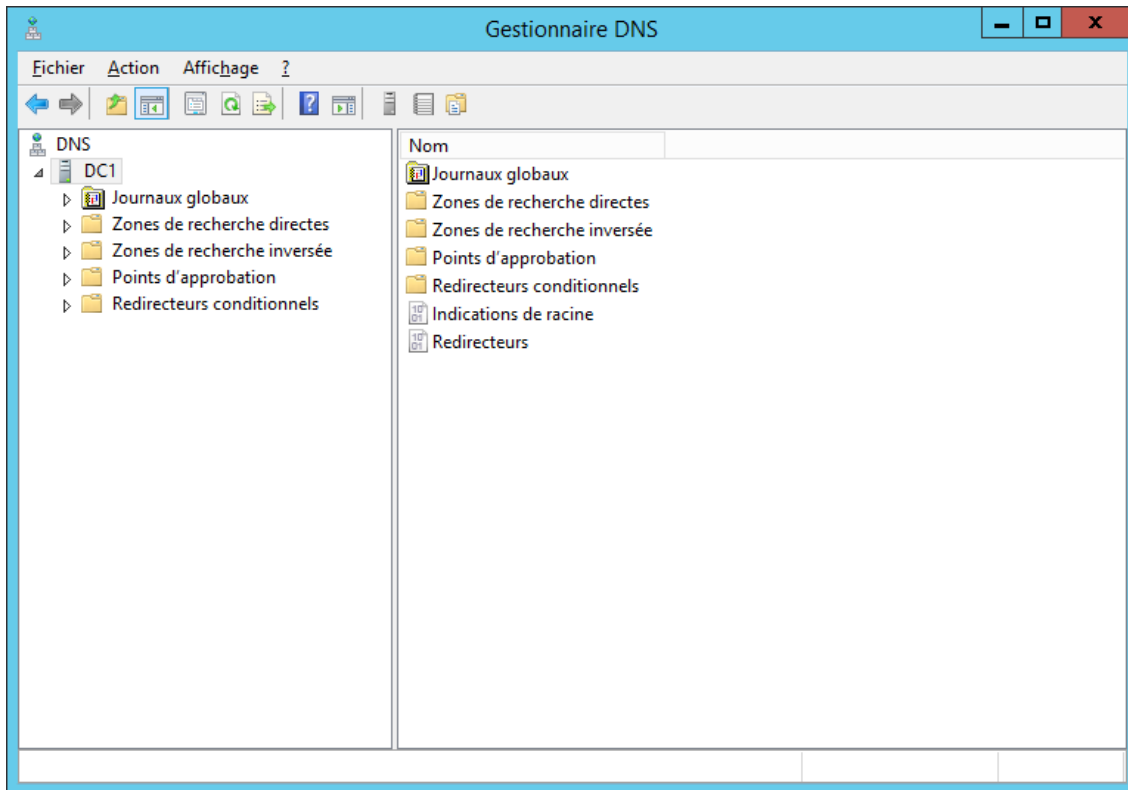 Gestionnaire DNS
Fichier Action Affichage ?
DNS
DC1
Journaux globaux
Zones de recherche directes
Zones de recherche inversée
Points d'approbation
Redirecteurs conditionnels
Nom
Journaux globaux
Zones de recherche directes
Zones de recherche inversée
Points d'approbation
Redirecteurs conditionnels
Indications de racine
Redirecteurs